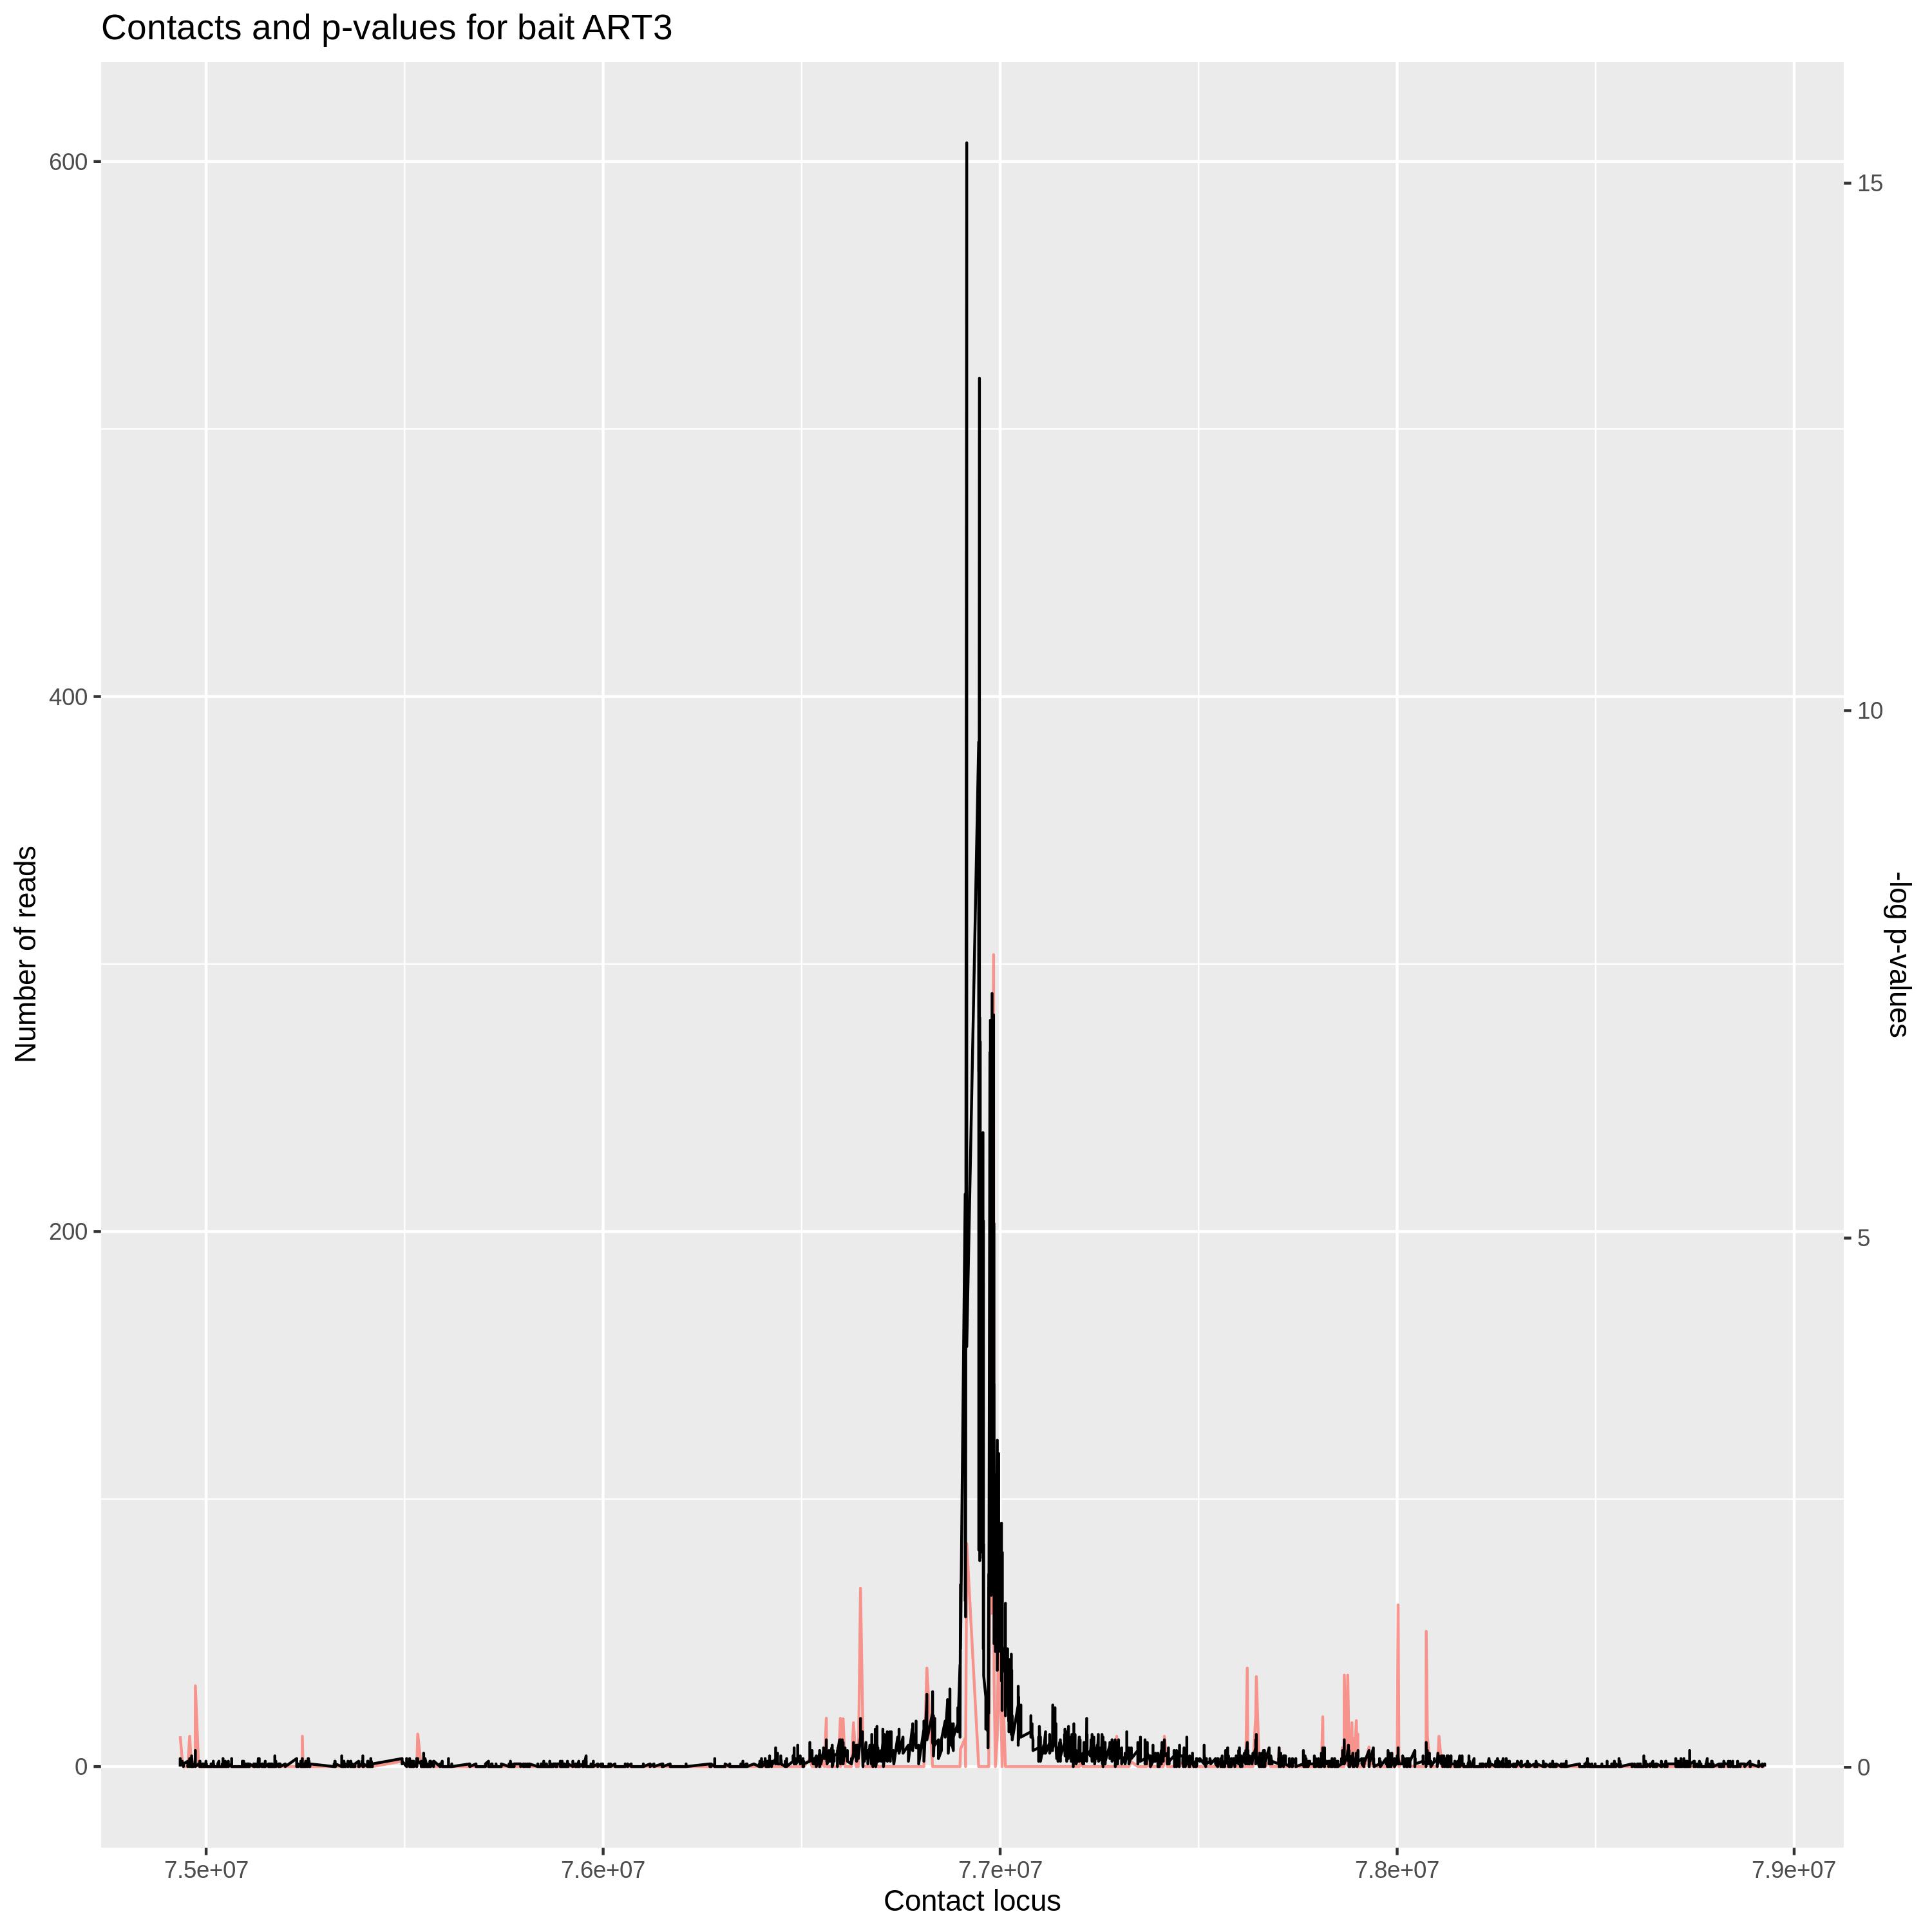 Contacts and p-values for bait ART3
600
400
200
0
Number of reads
15
10
5
0
-log p-values
7.5e+07
7.6e+07
7.7e+07
7.8e+07
7.9e+07
Contact locus